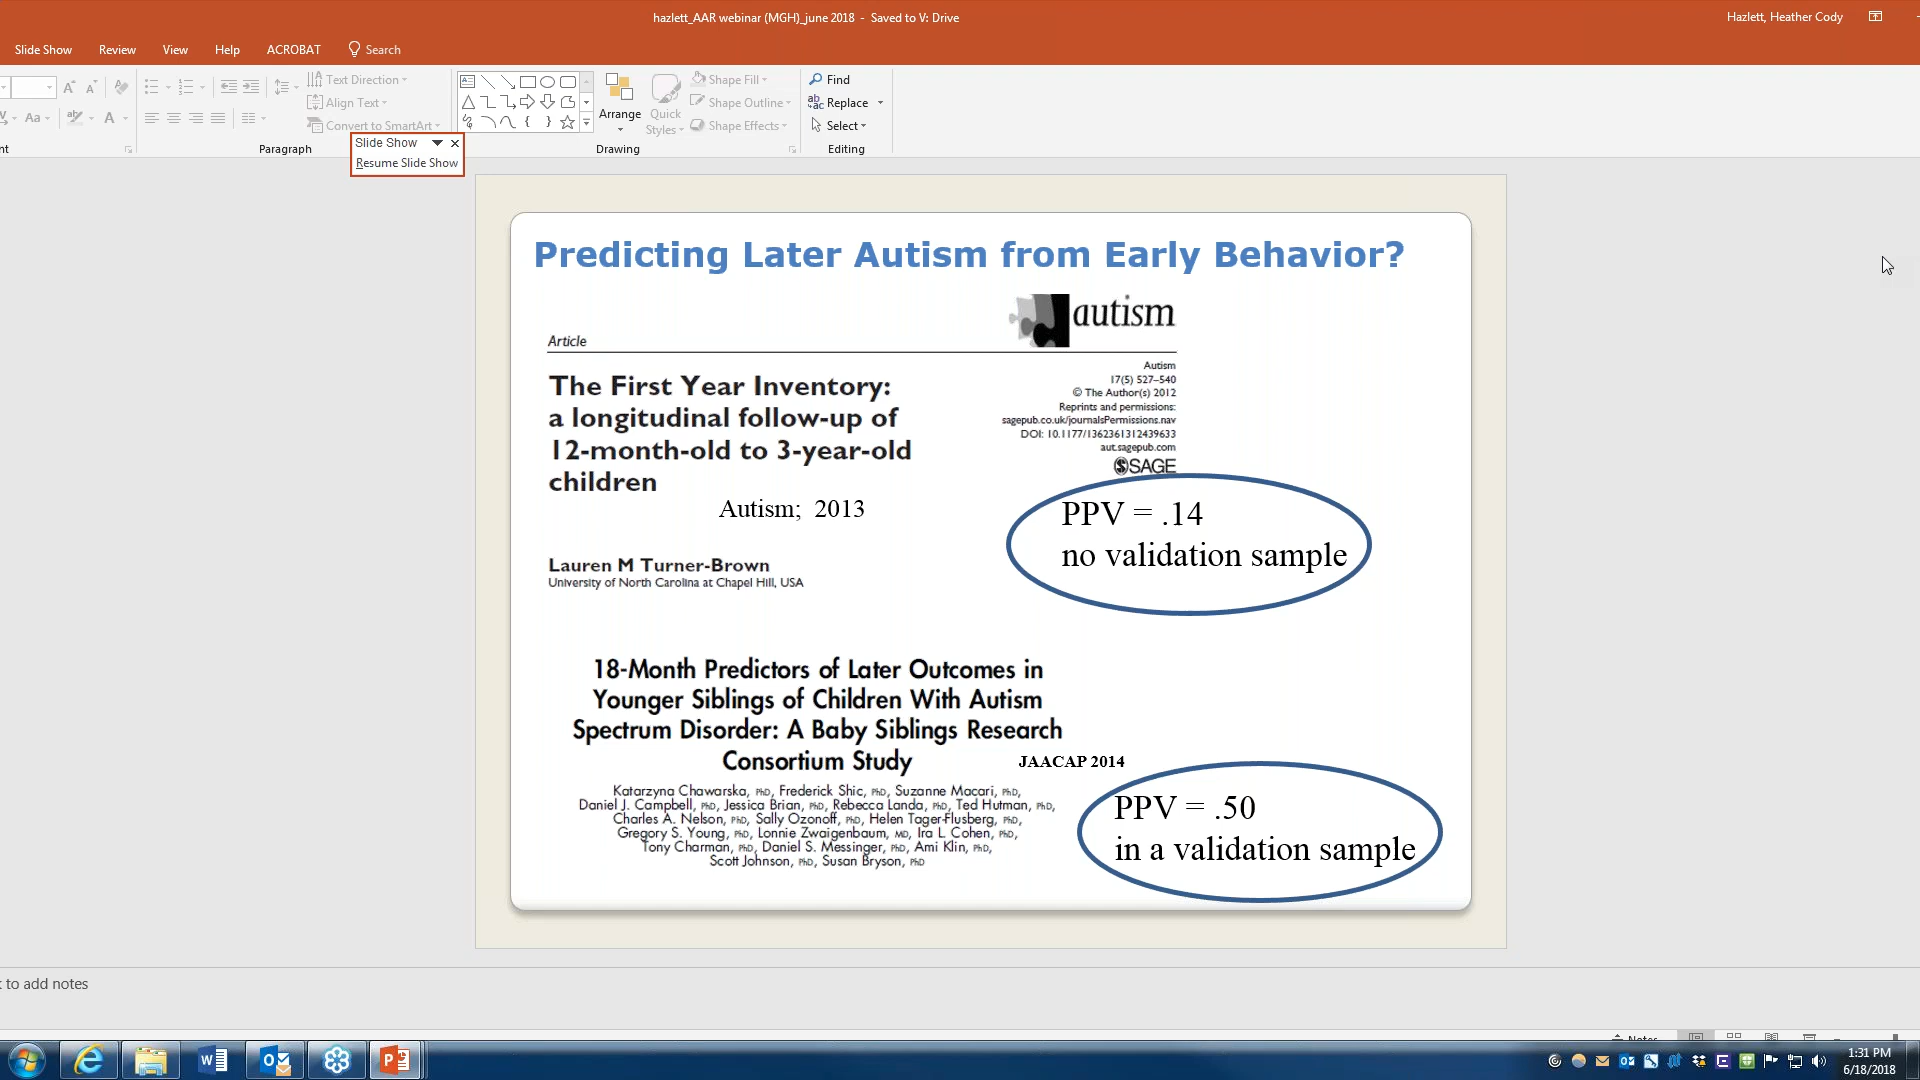 hazlett_AAR webinar (MGH)_june 2018 - Saved to V: Drive
Hazlett, Heather Cody
Slide Show Review View Help ACROBAT Search
Text Direction
Align Text
Convert to SmartArt
Aa
A
Paragraph
Arrange
Quick Styles
Shape Fill
Shape Outline
Shape Effects
Drawing
Find
Replace
Select
Editing
Slide Show
Resume Slide Show
Predicting Later Autism from Early Behavior?
autism
Article
Autism
17(5) 527–540
© The Author(s) 2012
Reprints and permissions:
sagepub.co.uk/journalsPermissions.nav
DOI: 10.1177/1362361312439633
aut.sagepub.com
SAGE
The First Year Inventory:
a longitudinal follow-up of
12-month-old to 3-year-old
children
Autism; 2013
PPV = .14
no validation sample
Lauren M Turner-Brown
University of North Carolina at Chapel Hill, USA
18-Month Predictors of Later Outcomes in
Younger Siblings of Children With Autism
Spectrum Disorder: A Baby Siblings Research
Consortium Study
JAACAP 2014
Katarzyna Chawarska, PhD, Frederick Shic, PhD, Suzanne Macari, PhD,
Daniel J. Campbell, PhD, Jessica Brian, PhD, Rebecca Landa, PhD, Ted Hutman, PhD,
Charles A. Nelson, PhD, Sally Ozonoff, PhD, Helen Tager-Flusberg, PhD,
Gregory S. Young, PhD, Lonnie Zwaigenbaum, MD, Ira L. Cohen, PhD,
Tony Charman, PhD, Daniel S. Messinger, PhD, Ami Klin, PhD,
Scott Johnson, PhD, Susan Bryson, PhD
PPV = .50
in a validation sample
to add notes
Notes
1:31 PM
6/18/2018